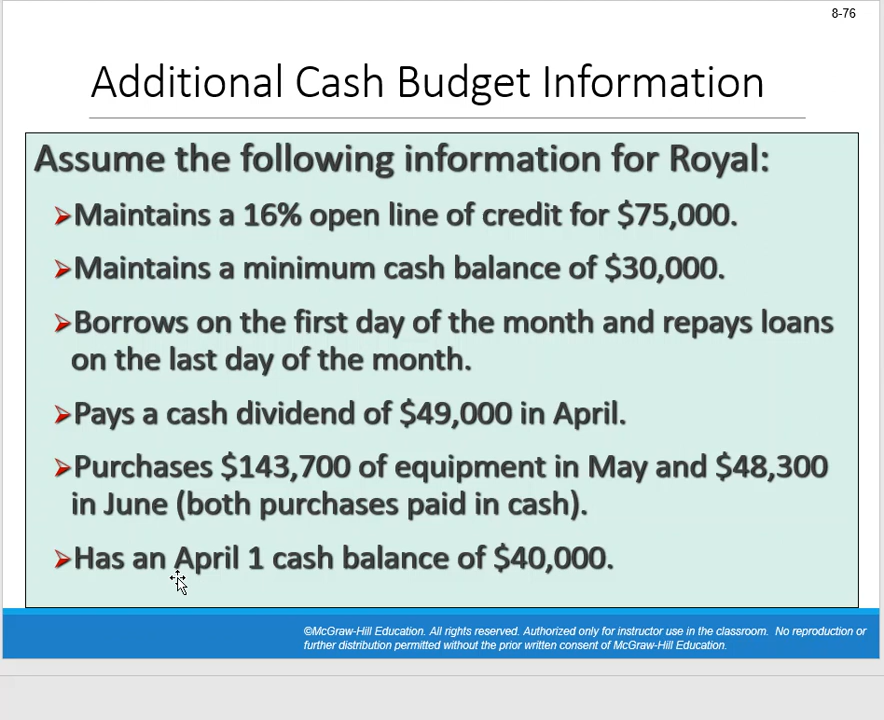 8-76
Additional Cash Budget Information
Assume the following information for Royal:
Maintains a 16% open line of credit for $75,000.
Maintains a minimum cash balance of $30,000.
Borrows on the first day of the month and repays loans
on the last day of the month.
Pays a cash dividend of $49,000 in April.
Purchases $143,700 of equipment in May and $48,300
in June (both purchases paid in cash).
Has an April 1 cash balance of $40,000.
©McGraw-Hill Education. All rights reserved. Authorized only for instructor use in the classroom.  No reproduction or
further distribution permitted without the prior written consent of McGraw-Hill Education.